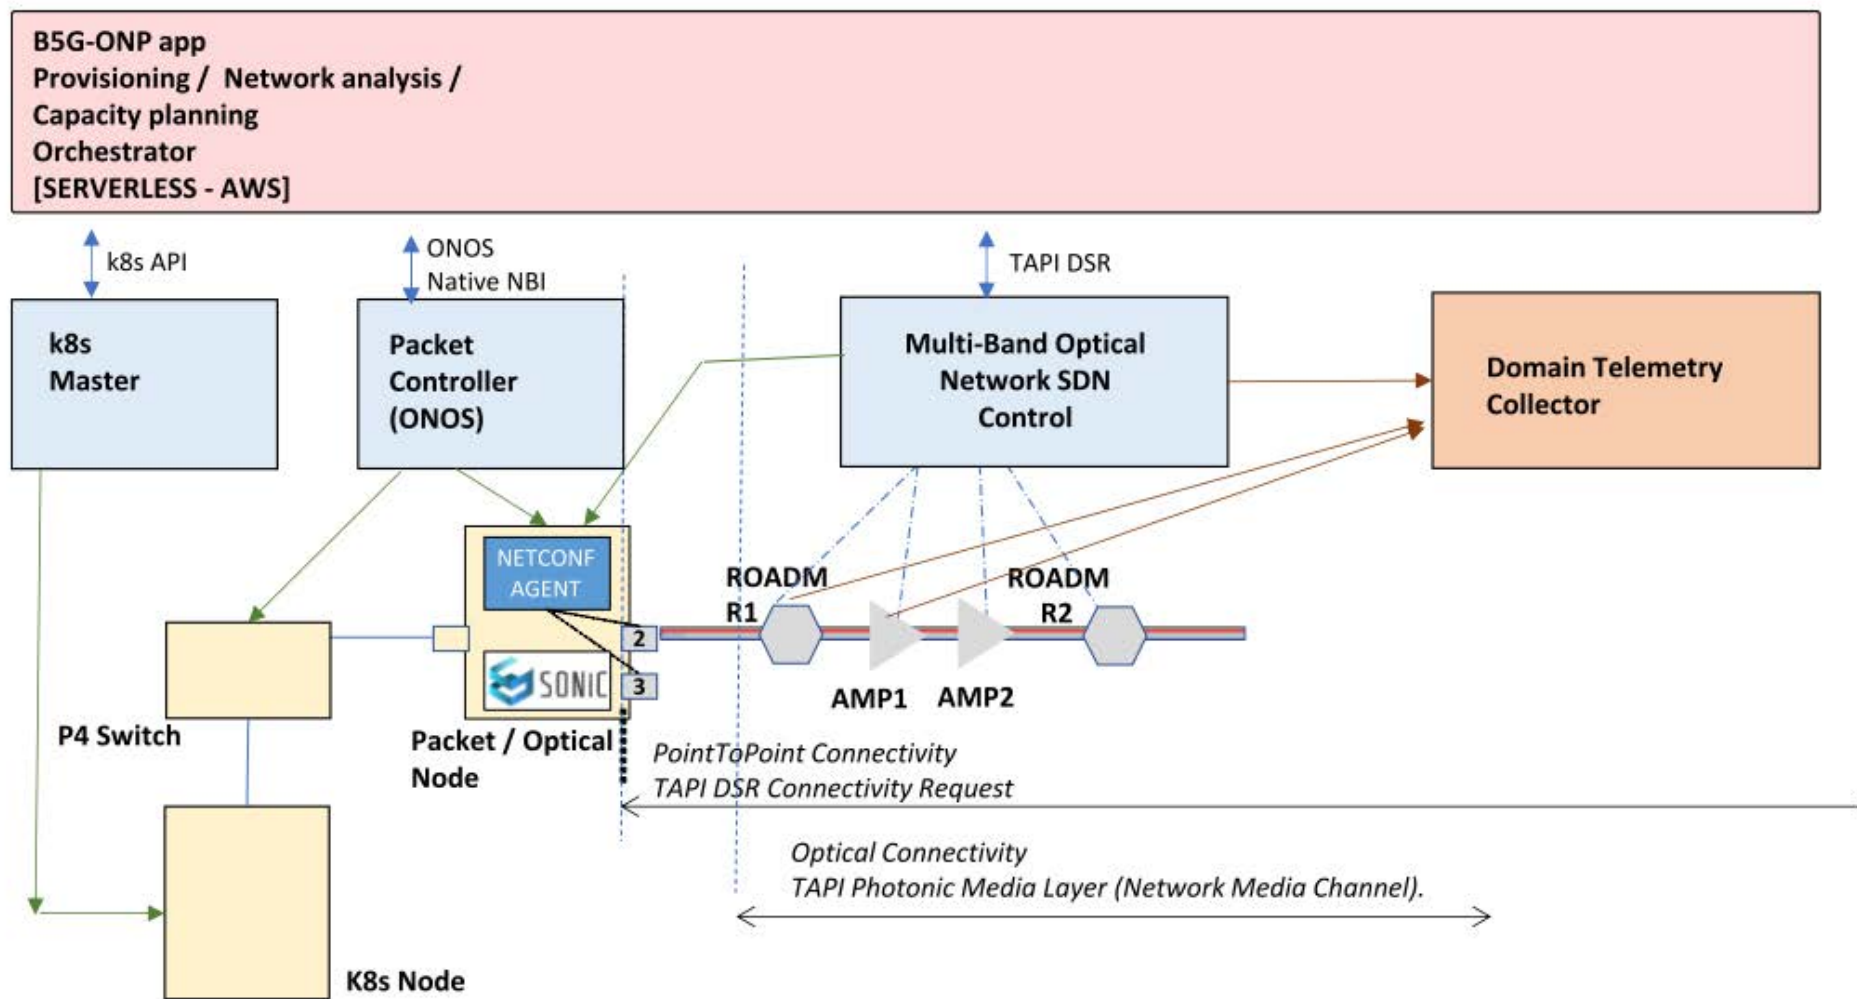 B5G-ONP app
Provisioning / Network analysis /
Capacity planning
Orchestrator
[SERVERLESS - AWS]
k8s API
ONOS
Native NBI
TAPI DSR
k8s
Master
Packet
Controller
(ONOS)
Multi-Band Optical
Network SDN
Control
Domain Telemetry
Collector
NETCONF
AGENT
ROADM
R1
ROADM
R2
2
3
SONiC
AMP1
AMP2
P4 Switch
Packet / Optical
Node
PointToPoint Connectivity
TAPI DSR Connectivity Request
Optical Connectivity
TAPI Photonic Media Layer (Network Media Channel).
K8s Node